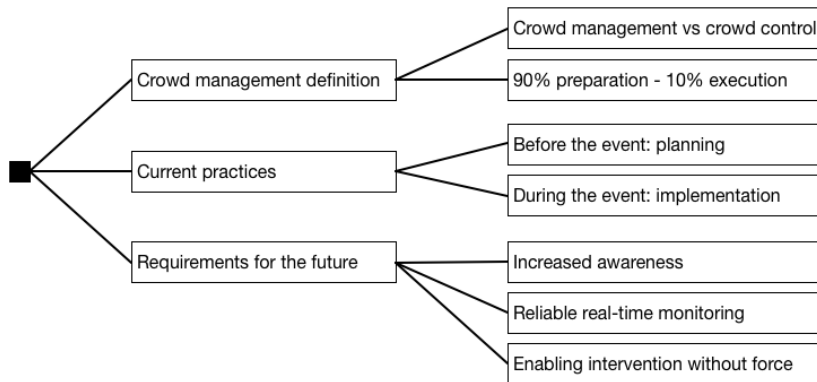 Crowd management definition
Crowd management vs crowd control
90% preparation - 10% execution
Current practices
Before the event: planning
During the event: implementation
Requirements for the future
Increased awareness
Reliable real-time monitoring
Enabling intervention without force